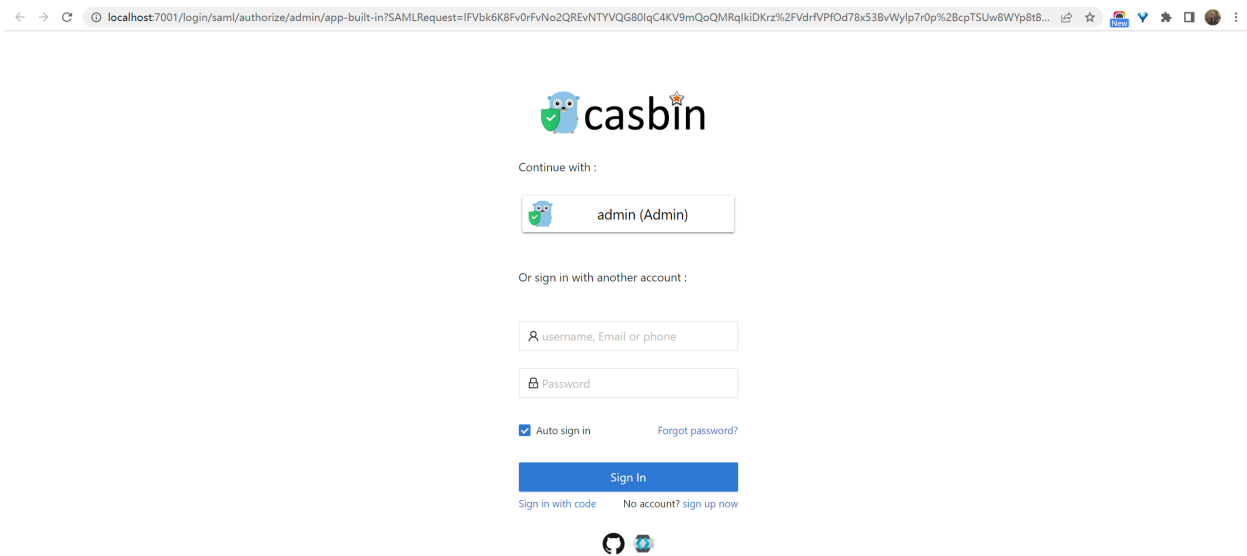 localhost:7001/login/saml/authorize/admin/app-built-in?SAMLRequest=lFVbk6K8Fv0rFvNo2QREvNTYVQG80IqC4KV9mQoQMRqIkiDKrz%2FVdrfVPfOd78x53BvWylp7r0p%2BcpTSUw8WYp8t8...
New
casbin
Continue with :
admin (Admin)
Or sign in with another account :
username, Email or phone
Password
Auto sign in Forgot password?
Sign In
Sign in with code No account? sign up now